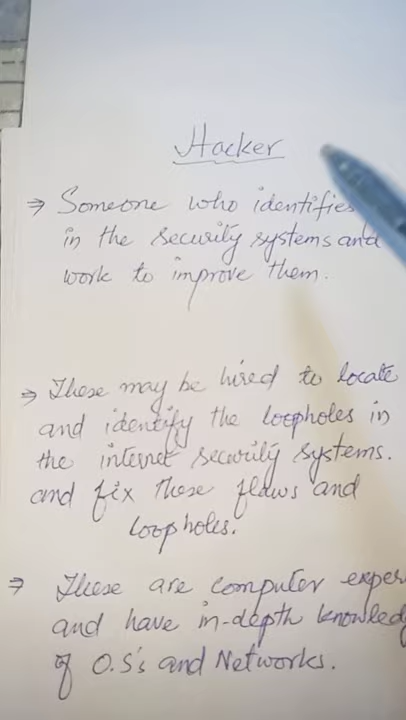 Hacker
⇒ Someone who identifies
in the security systems and
work to improve them.
⇒ These may be hired to locate
and identify the loopholes in
the internet security systems.
and fix these flaws and
loopholes.
⇒ These are computer exper
and have in-depth knowled
of O.S's and Networks.